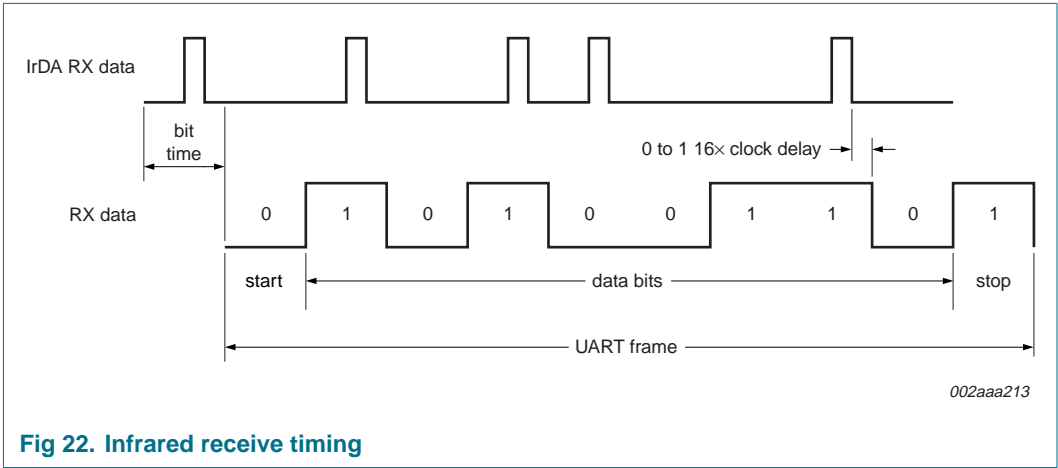 IrDA RX data
bit
time
0 to 1 16× clock delay
RX data
0 1 0 1 0 0 1 1 0 1
start
data bits
stop
UART frame
002aaa213
Fig 22. Infrared receive timing